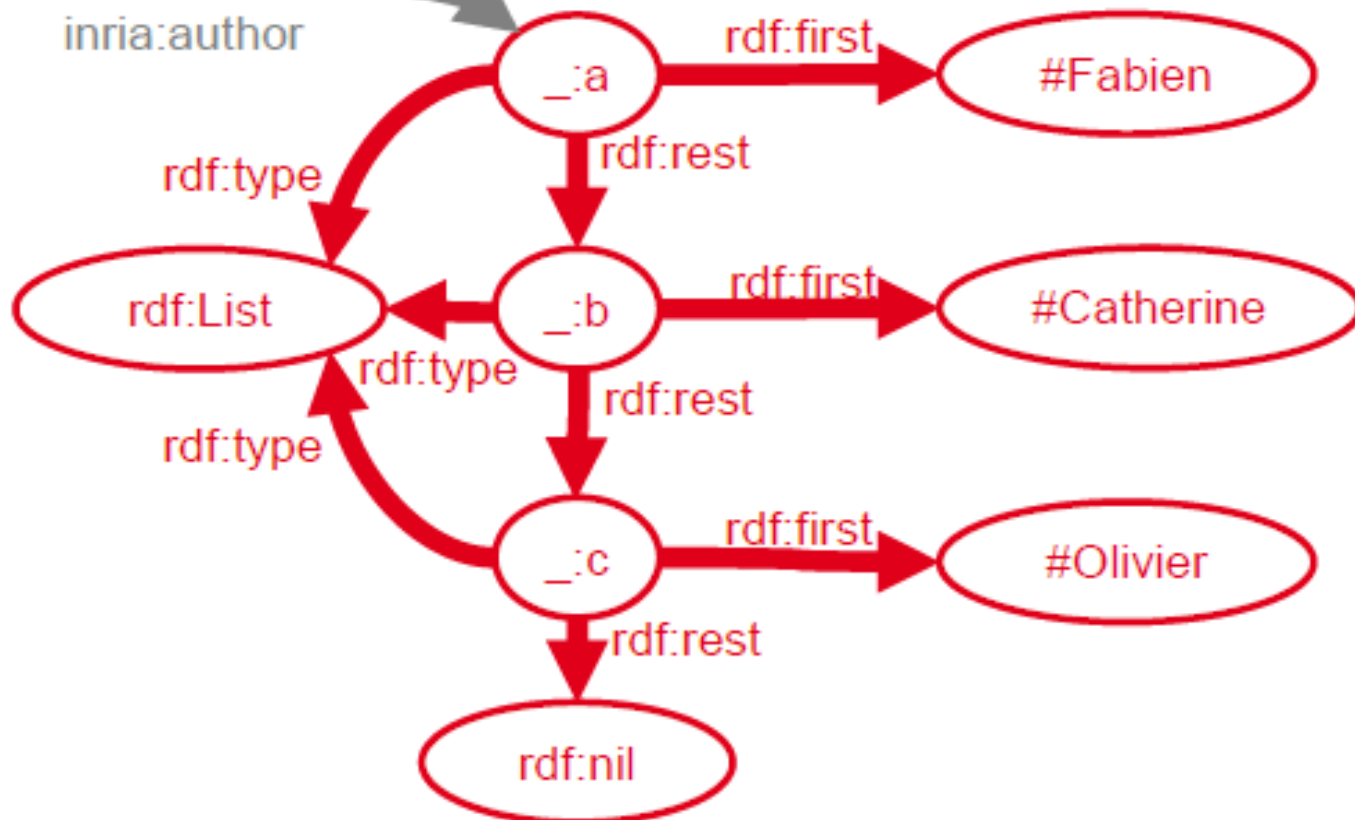 inria:author
rdf:first
_:a
#Fabien
rdf:rest
rdf:type
rdf:first
rdf:List
_:b
#Catherine
rdf:type
rdf:rest
rdf:type
rdf:first
_:c
#Olivier
rdf:rest
rdf:nil